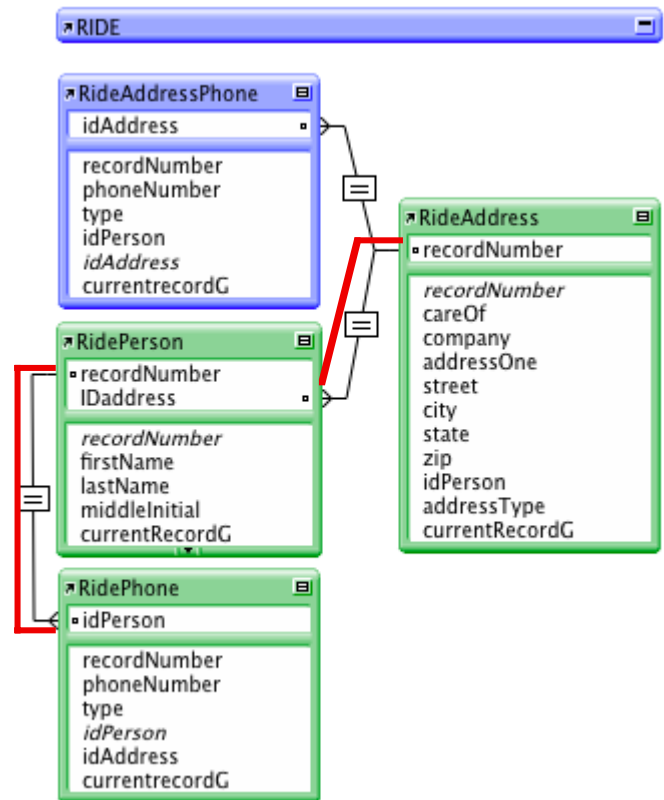 RIDE
RideAddressPhone
idAddress
recordNumber
phoneNumber
type
idPerson
idAddress
currentrecordG
RideAddress
recordNumber
recordNumber
careOf
company
addressOne
street
city
state
zip
idPerson
addressType
currentRecordG
RidePerson
recordNumber
IDaddress
recordNumber
firstName
lastName
middleInitial
currentRecordG
RidePhone
idPerson
recordNumber
phoneNumber
type
idPerson
idAddress
currentrecordG